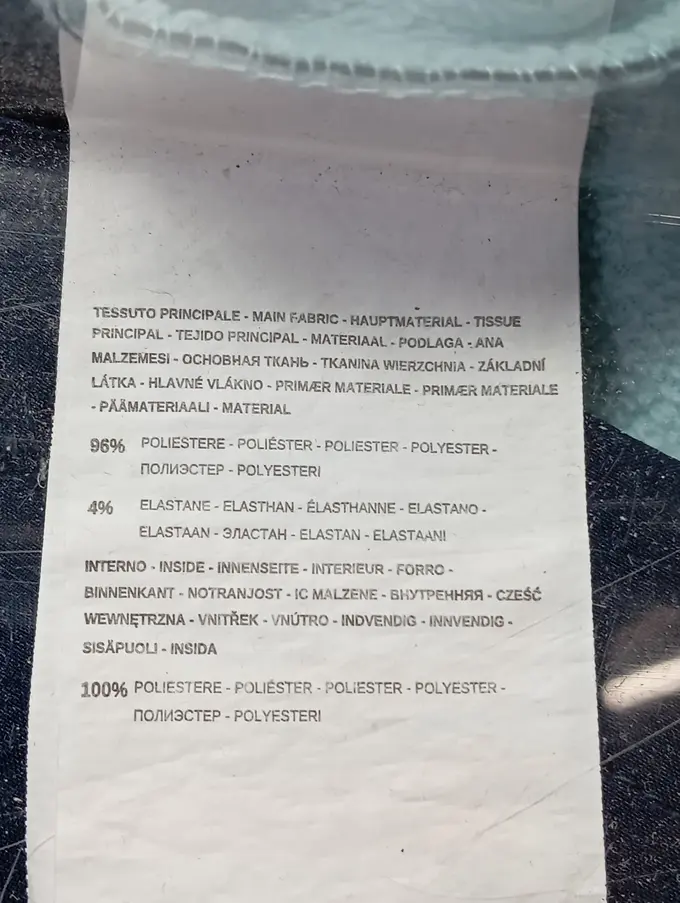 TESSUTO PRINCIPALE - MAIN FABRIC - HAUPTMATERIAL - TISSUE
PRINCIPAL - TEJIDO PRINCIPAL - MATERIAAL - PODLAGA - ANA
MALZEMESI - ОСНОВНАЯ ТКАНЬ - TKANINA WIERZCHNIA - ZÁKLADNÍ
LÁTKA - HLAVNÉ VLÁKNO - PRIMÆR MATERIALE - PRIMÆR MATERIALE
- PÄÄMATERIAALI - MATERIAL
96% POLIESTERE - POLIÉSTER - POLIESTER - POLYESTER -
ПОЛИЭСТЕР - POLYESTERI
4% ELASTANE - ELASTHAN - ÉLASTHANNE - ELASTANO -
ELASTAAN - ЭЛАСТАН - ELASTAN - ELASTAANI
INTERNO - INSIDE - INNENSEITE - INTERIEUR - FORRO -
BINNENKANT - NOTRANJOST - IC MALZENE - ВНУТРЕННЯЯ - CZEŚĆ
WEWNĘTRZNA - VNITŘEK - VNÚTRO - INDVENDIG - INNVENDIG -
SISÄPUOLI - INSIDA
100% POLIESTERE - POLIÉSTER - POLIESTER - POLYESTER -
ПОЛИЭСТЕР - POLYESTERI